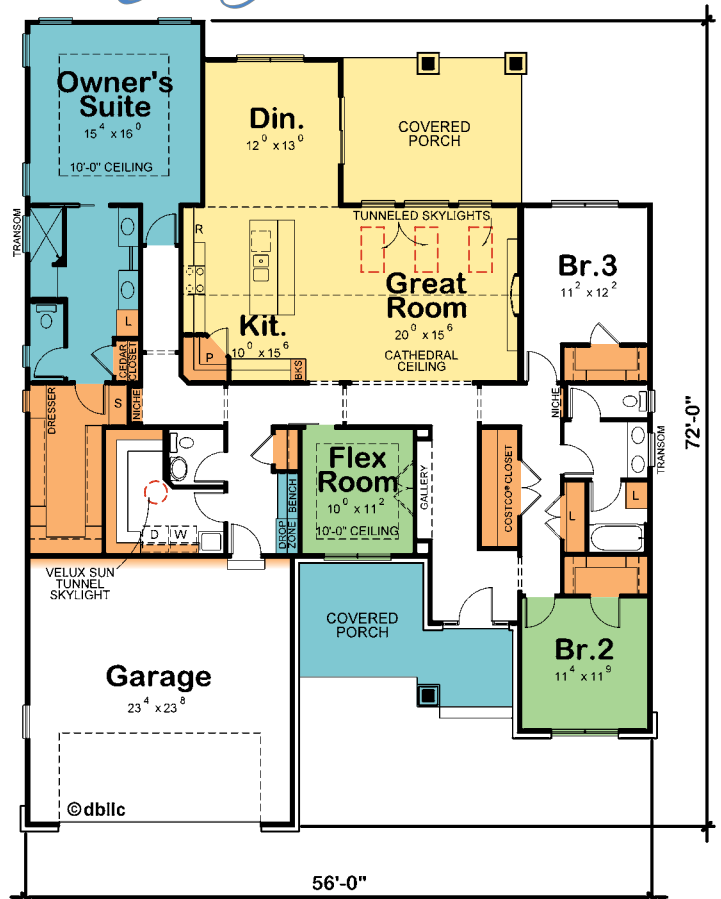 Owner's
Suite
15⁴ x 16⁰
10'-0" CEILING
Din.
12⁰ x 13⁰
COVERED
PORCH
TRANSOM
R
TUNNELED SKYLIGHTS
Br.3
11² x 12²
Great
Room
20⁰ x 15⁶
CATHEDRAL
CEILING
Kit.
10⁰ x 15⁶
L
P
BKS
CEDAR
CLOSET
DRESSER
S
NICHE
NICHE
72'-0"
TRANSOM
Flex
Room
10⁰ x 11²
10'-0" CEILING
GALLERY
COSTCO® CLOSET
L
L
DROP
ZONE
BENCH
D
W
VELUX SUN
TUNNEL
SKYLIGHT
COVERED
PORCH
Br.2
11⁴ x 11⁹
Garage
23⁴ x 23⁸
©dbllc
56'-0"